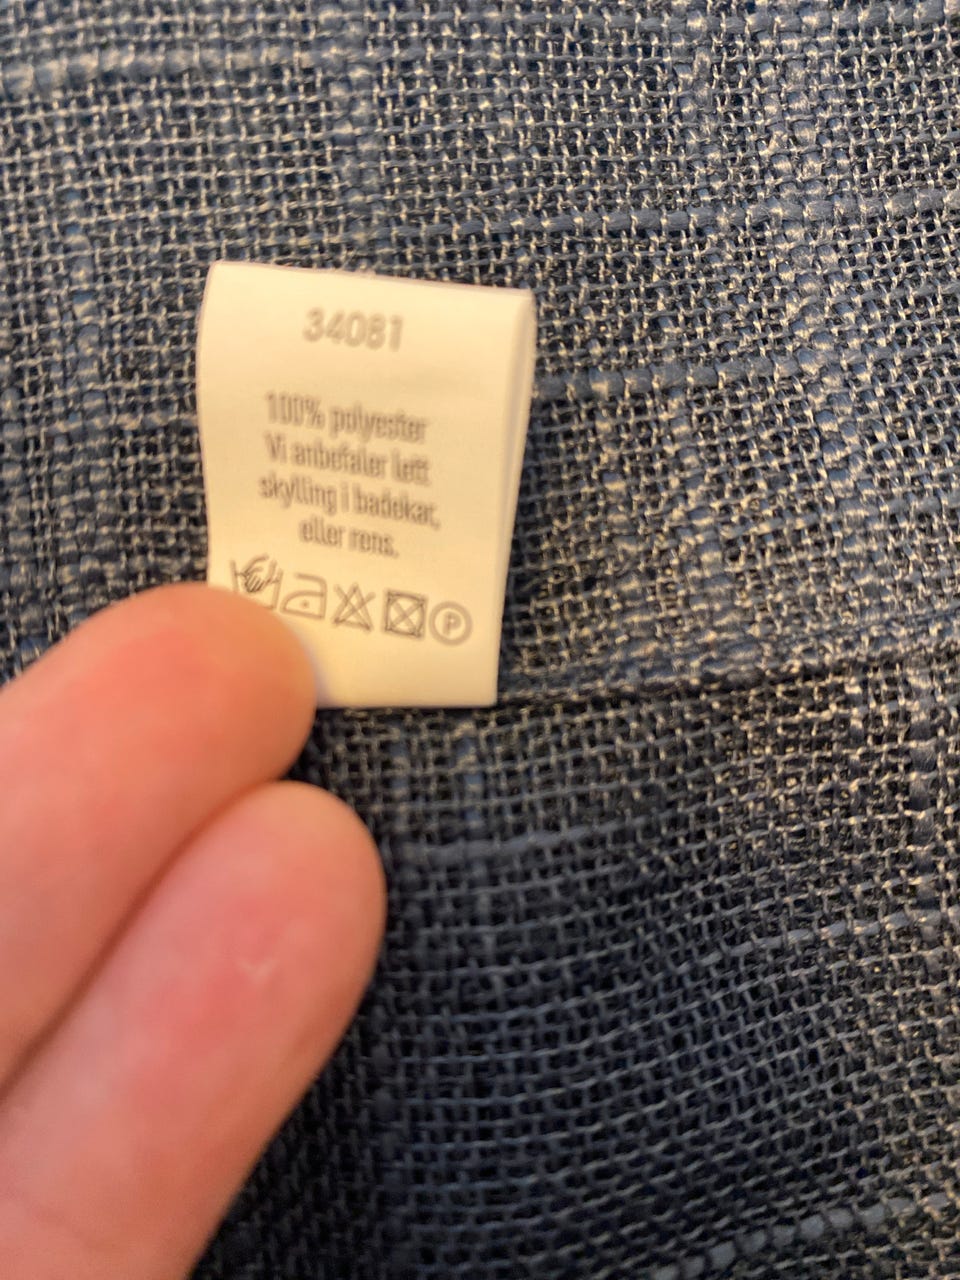 34081
100% polyester
Vi anbefaler lett
skylling i badekar,
eller rens.
P